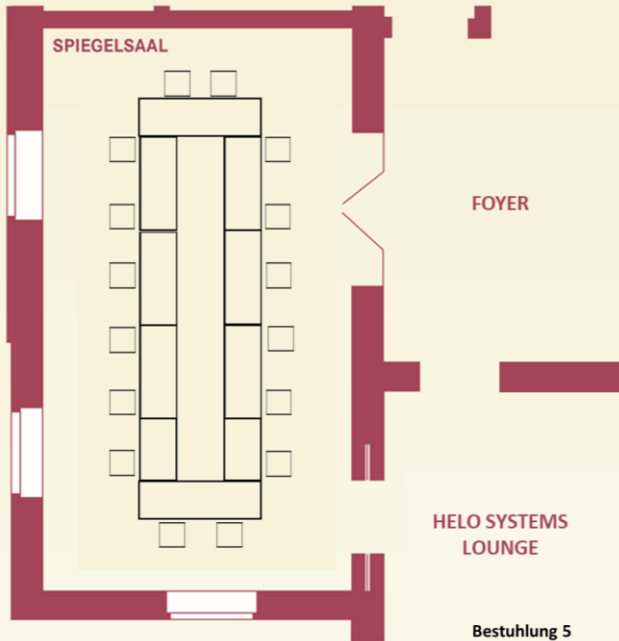 SPIEGELSAAL
FOYER
HELO SYSTEMS
LOUNGE
Bestuhlung 5